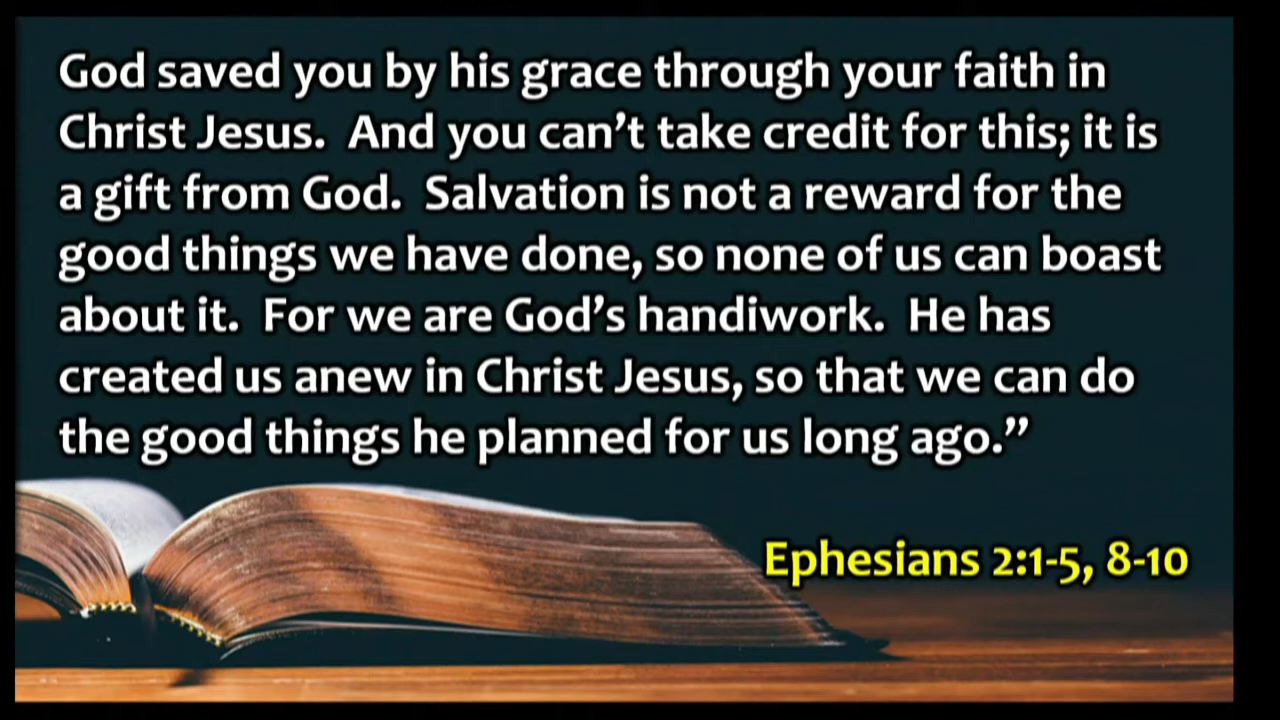 God saved you by his grace through your faith in
Christ Jesus.  And you can’t take credit for this; it is
a gift from God.  Salvation is not a reward for the
good things we have done, so none of us can boast
about it.  For we are God’s handiwork.  He has
created us anew in Christ Jesus, so that we can do
the good things he planned for us long ago.”
Ephesians 2:1-5, 8-10